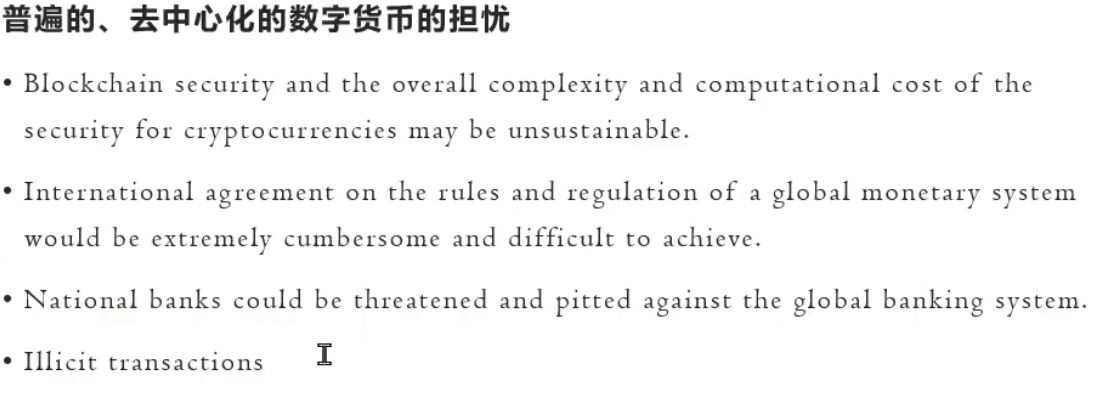 普遍的、去中心化的数字货币的担忧
• Blockchain security and the overall complexity and computational cost of the
security for cryptocurrencies may be unsustainable.
• International agreement on the rules and regulation of a global monetary system
would be extremely cumbersome and difficult to achieve.
• National banks could be threatened and pitted against the global banking system.
• Illicit transactions